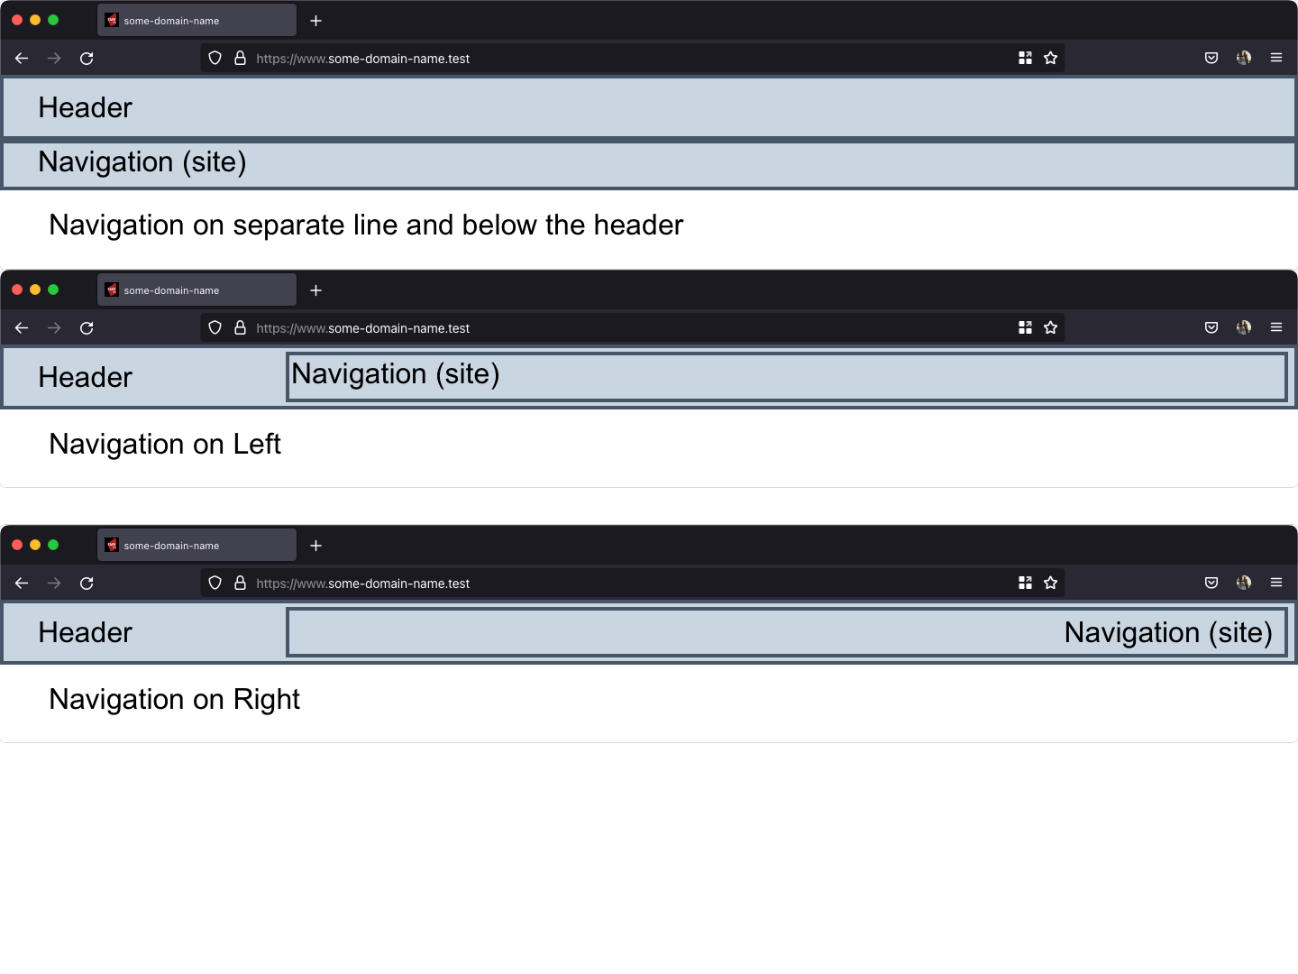 some-domain-name
https://www.some-domain-name.test
Header
Navigation (site)
Navigation on separate line and below the header
some-domain-name
https://www.some-domain-name.test
Header
Navigation (site)
Navigation on Left
some-domain-name
https://www.some-domain-name.test
Header
Navigation (site)
Navigation on Right